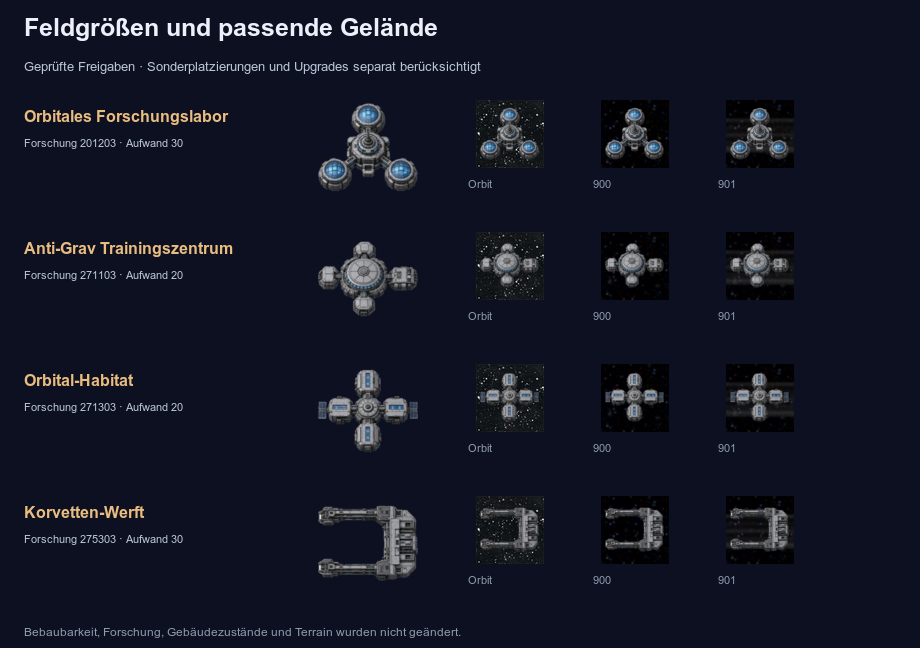 Feldgrößen und passende Gelände
Geprüfte Freigaben · Sonderplatzierungen und Upgrades separat berücksichtigt
Orbitales Forschungslabor
Forschung 201203 · Aufwand 30
Orbit
900
901
Anti-Grav Trainingszentrum
Forschung 271103 · Aufwand 20
Orbit
900
901
Orbital-Habitat
Forschung 271303 · Aufwand 20
Orbit
900
901
Korvetten-Werft
Forschung 275303 · Aufwand 30
Orbit
900
901
Bebaubarkeit, Forschung, Gebäudezustände und Terrain wurden nicht geändert.